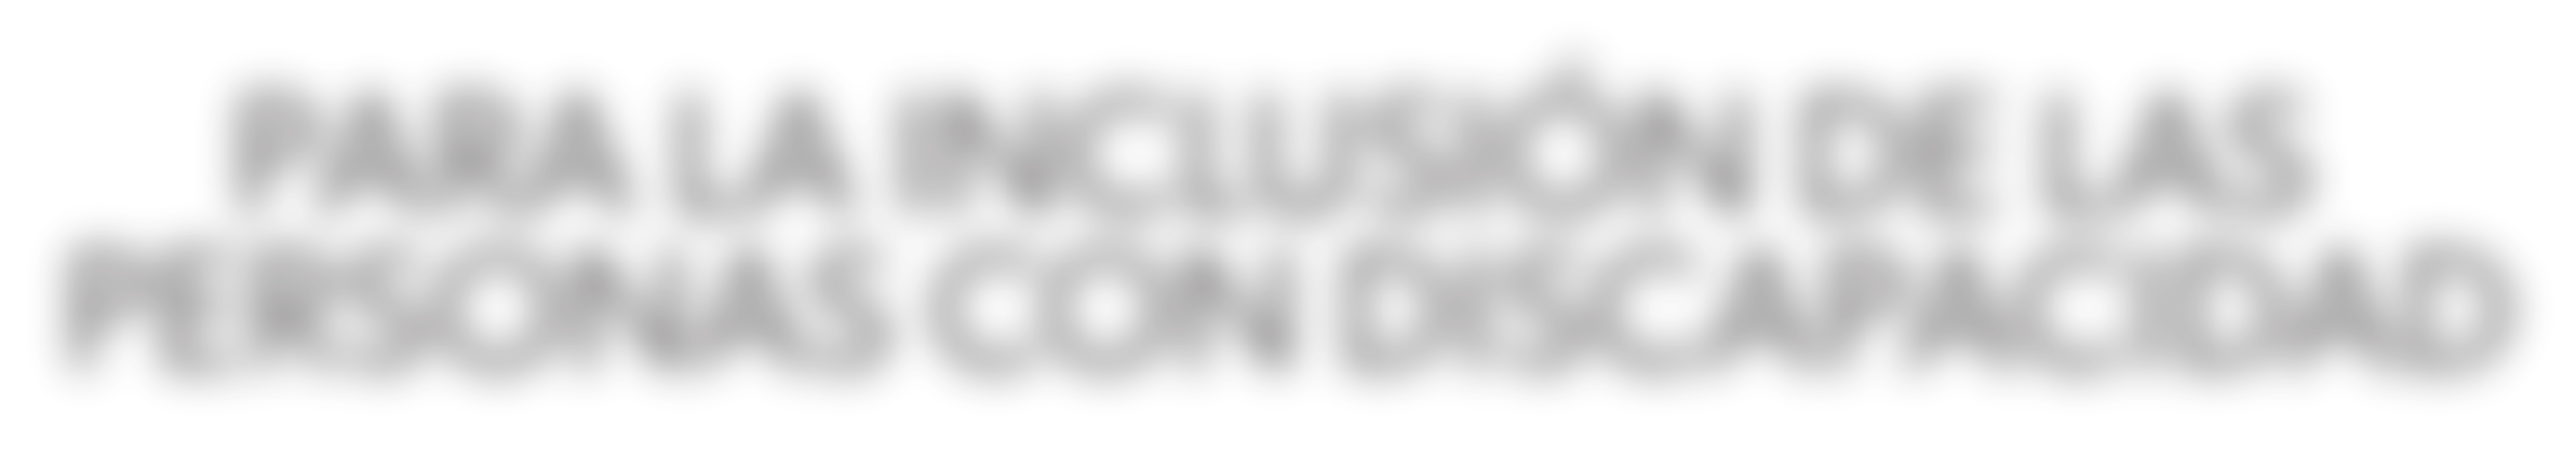 PARA LA INCLUSIÓN DE LAS
PERSONAS CON DISCAPACIDAD